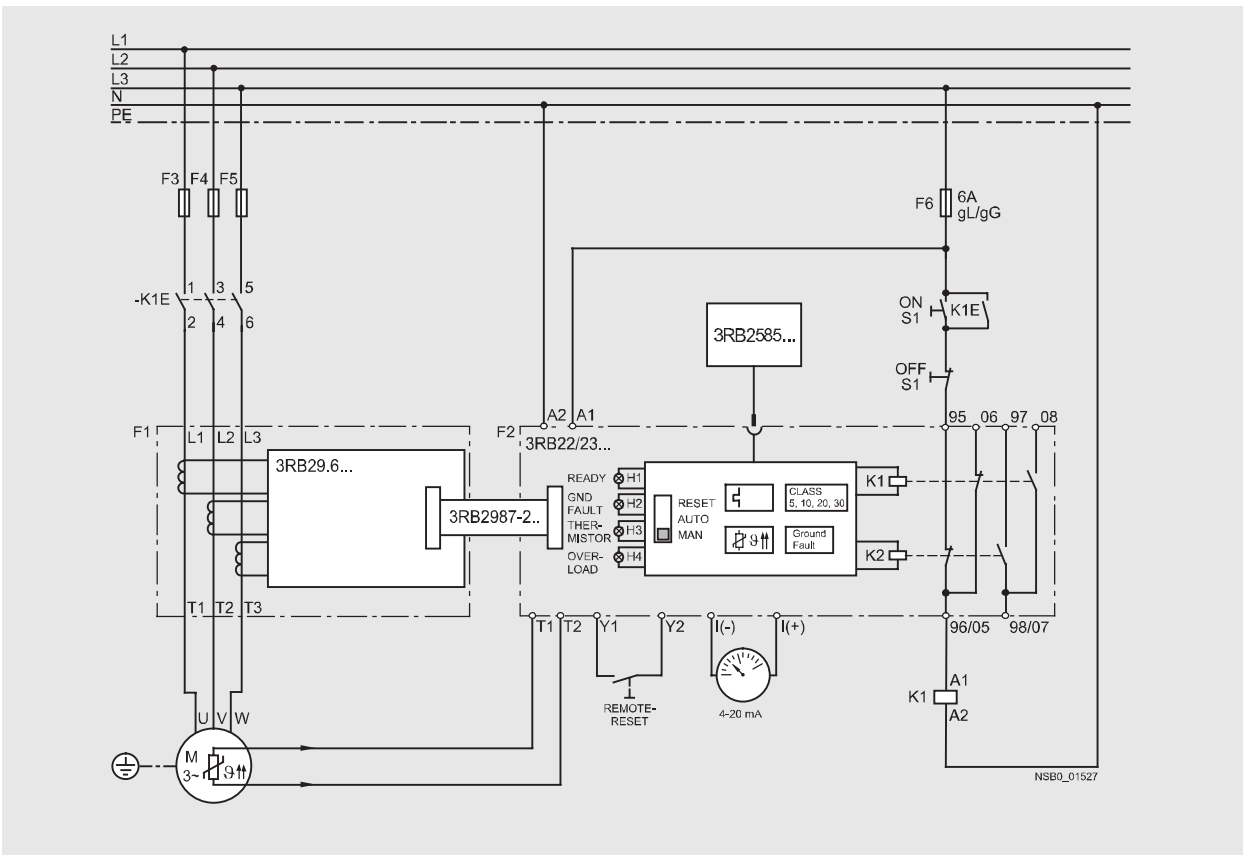 L1
L2
L3
N
PE
F3 F4 F5
F6 6A
gL/gG
-K1E
1 3 5
2 4 6
ON
S1
K1E
OFF
S1
3RB2585...
A2 A1
95 06 97 08
F1
L1 L2 L3
3RB29.6...
3RB2987-2..
T1 T2 T3
F2
3RB22/23...
READY H1
GND
FAULT H2
THER-
MISTOR H3
OVER-
LOAD H4
RESET
AUTO
MAN
CLASS
5, 10, 20, 30
ϑ
Ground
Fault
K1
K2
T1 T2 Y1 Y2 I(-) I(+)
96/05 98/07
REMOTE-
RESET
4-20 mA
K1
A1
A2
U V W
M
3~
ϑ
NSB0_01527